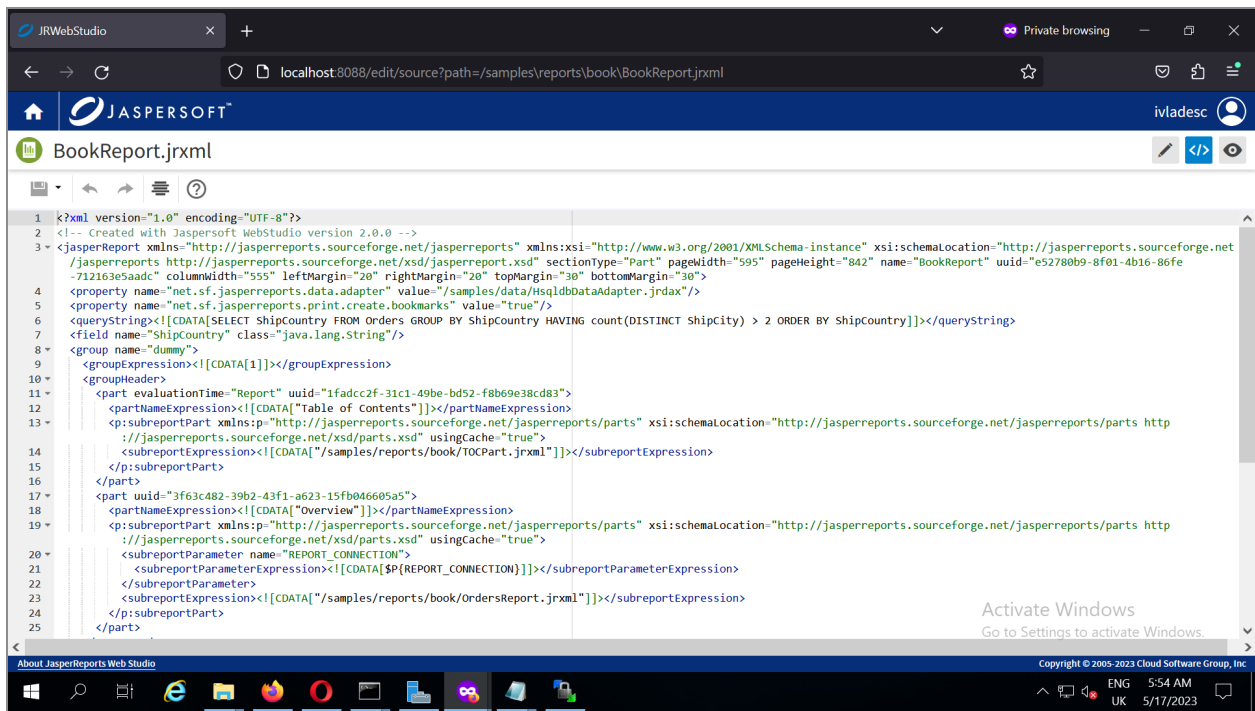 JRWebStudio
Private browsing
localhost:8088/edit/source?path=/samples\reports\book\BookReport.jrxml
JASPERSOFT™
ivladesc
BookReport.jrxml
1 <?xml version="1.0" encoding="UTF-8"?>
2 <!-- Created with Jaspersoft WebStudio version 2.0.0 -->
3 <jasperReport xmlns="http://jasperreports.sourceforge.net/jasperreports" xmlns:xsi="http://www.w3.org/2001/XMLSchema-instance" xsi:schemaLocation="http://jasperreports.sourceforge.net
/jasperreports http://jasperreports.sourceforge.net/xsd/jasperreport.xsd" sectionType="Part" pageWidth="595" pageHeight="842" name="BookReport" uuid="e52780b9-8f01-4b16-86fe
-712163e5aadc" columnWidth="555" leftMargin="20" rightMargin="20" topMargin="30" bottomMargin="30">
4 <property name="net.sf.jasperreports.data.adapter" value="/samples/data/HsqldbDataAdapter.jrdax"/>
5 <property name="net.sf.jasperreports.print.create.bookmarks" value="true"/>
6 <queryString><![CDATA[SELECT ShipCountry FROM Orders GROUP BY ShipCountry HAVING count(DISTINCT ShipCity) > 2 ORDER BY ShipCountry]]></queryString>
7 <field name="ShipCountry" class="java.lang.String"/>
8 <group name="dummy">
9 <groupExpression><![CDATA[1]]></groupExpression>
10 <groupHeader>
11 <part evaluationTime="Report" uuid="1fadcc2f-31c1-49be-bd52-f8b69e38cd83">
12 <partNameExpression><![CDATA["Table of Contents"]]></partNameExpression>
13 <p:subreportPart xmlns:p="http://jasperreports.sourceforge.net/jasperreports/parts" xsi:schemaLocation="http://jasperreports.sourceforge.net/jasperreports/parts http
://jasperreports.sourceforge.net/xsd/parts.xsd" usingCache="true">
14 <subreportExpression><![CDATA["/samples/reports/book/TOCPart.jrxml"]]></subreportExpression>
15 </p:subreportPart>
16 </part>
17 <part uuid="3f63c482-39b2-43f1-a623-15fb046605a5">
18 <partNameExpression><![CDATA["Overview"]]></partNameExpression>
19 <p:subreportPart xmlns:p="http://jasperreports.sourceforge.net/jasperreports/parts" xsi:schemaLocation="http://jasperreports.sourceforge.net/jasperreports/parts http
://jasperreports.sourceforge.net/xsd/parts.xsd" usingCache="true">
20 <subreportParameter name="REPORT_CONNECTION">
21 <subreportParameterExpression><![CDATA[$P{REPORT_CONNECTION}]]></subreportParameterExpression>
22 </subreportParameter>
23 <subreportExpression><![CDATA["/samples/reports/book/OrdersReport.jrxml"]]></subreportExpression>
24 </p:subreportPart>
25 </part>
Activate Windows
Go to Settings to activate Windows.
About JasperReports Web Studio
Copyright © 2005-2023 Cloud Software Group, Inc
ENG
UK
5:54 AM
5/17/2023